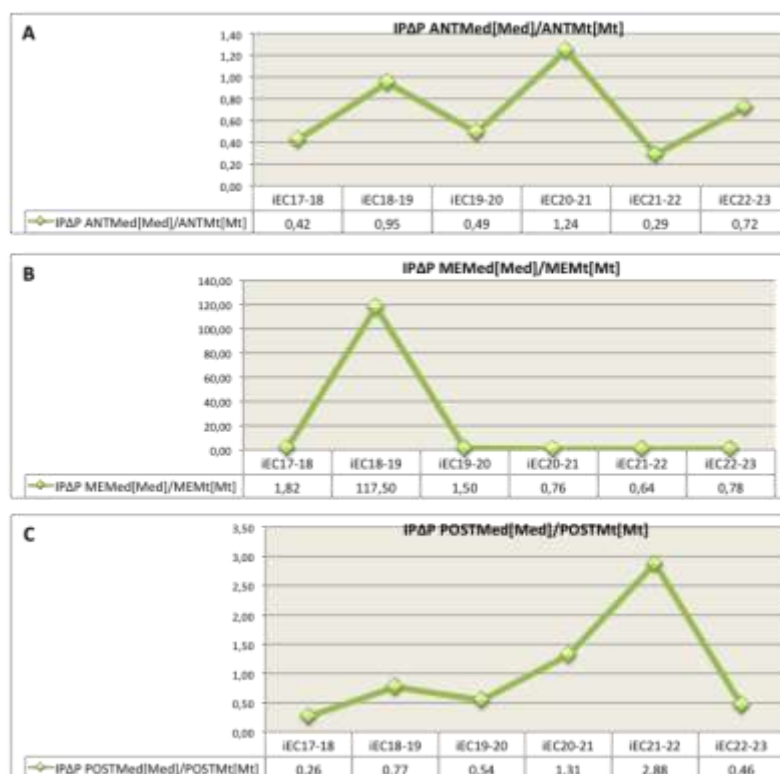 A
IPΔP ANTMed[Med]/ANTMt[Mt]
1,40
1,20
1,00
0,80
0,60
0,40
0,20
0,00
iEC17-18 iEC18-19 iEC19-20 iEC20-21 iEC21-22 iEC22-23
IPΔP ANTMed[Med]/ANTMt[Mt] 0,42 0,95 0,49 1,24 0,29 0,72
B
IPΔP MEMed[Med]/MEMt[Mt]
140,00
120,00
100,00
80,00
60,00
40,00
20,00
0,00
iEC17-18 iEC18-19 iEC19-20 iEC20-21 iEC21-22 iEC22-23
IPΔP MEMed[Med]/MEMt[Mt] 1,82 117,50 1,50 0,76 0,64 0,78
C
IPΔP POSTMed[Med]/POSTMt[Mt]
3,50
3,00
2,50
2,00
1,50
1,00
0,50
0,00
iEC17-18 iEC18-19 iEC19-20 iEC20-21 iEC21-22 iEC22-23
IPΔP POSTMed[Med]/POSTMt[Mt] 0,26 0,77 0,54 1,31 2,88 0,46